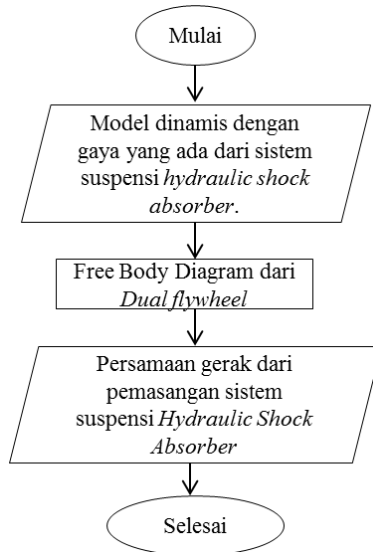 Mulai
Model dinamis dengan
gaya yang ada dari sistem
suspensi hydraulic shock
absorber.
Free Body Diagram dari
Dual flywheel
Persamaan gerak dari
pemasangan sistem
suspensi Hydraulic Shock
Absorber
Selesai